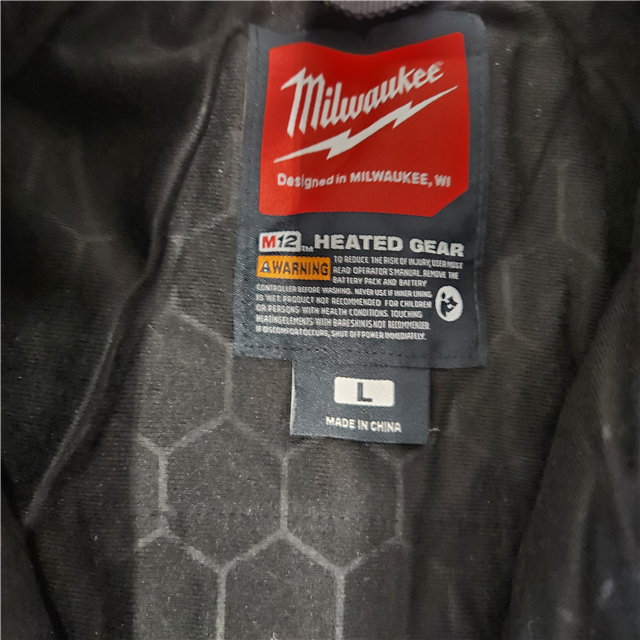 Milwaukee
Designed in MILWAUKEE, WI
M12™ HEATED GEAR
WARNING
TO REDUCE THE RISK OF INJURY, USER MUST
READ OPERATOR'S MANUAL. REMOVE THE
BATTERY PACK AND BATTERY
CONTROLLER BEFORE WASHING. NEVER USE IF INNER LINING
IS WET. PRODUCT NOT RECOMMENDED FOR CHILDREN
OR PERSONS WITH HEALTH CONDITIONS. TOUCHING
HEATING ELEMENTS WITH BARE SKIN IS NOT RECOMMENDED.
IF DISCOMFORT OCCURS, SHUT OFF POWER IMMEDIATELY.
L
MADE IN CHINA